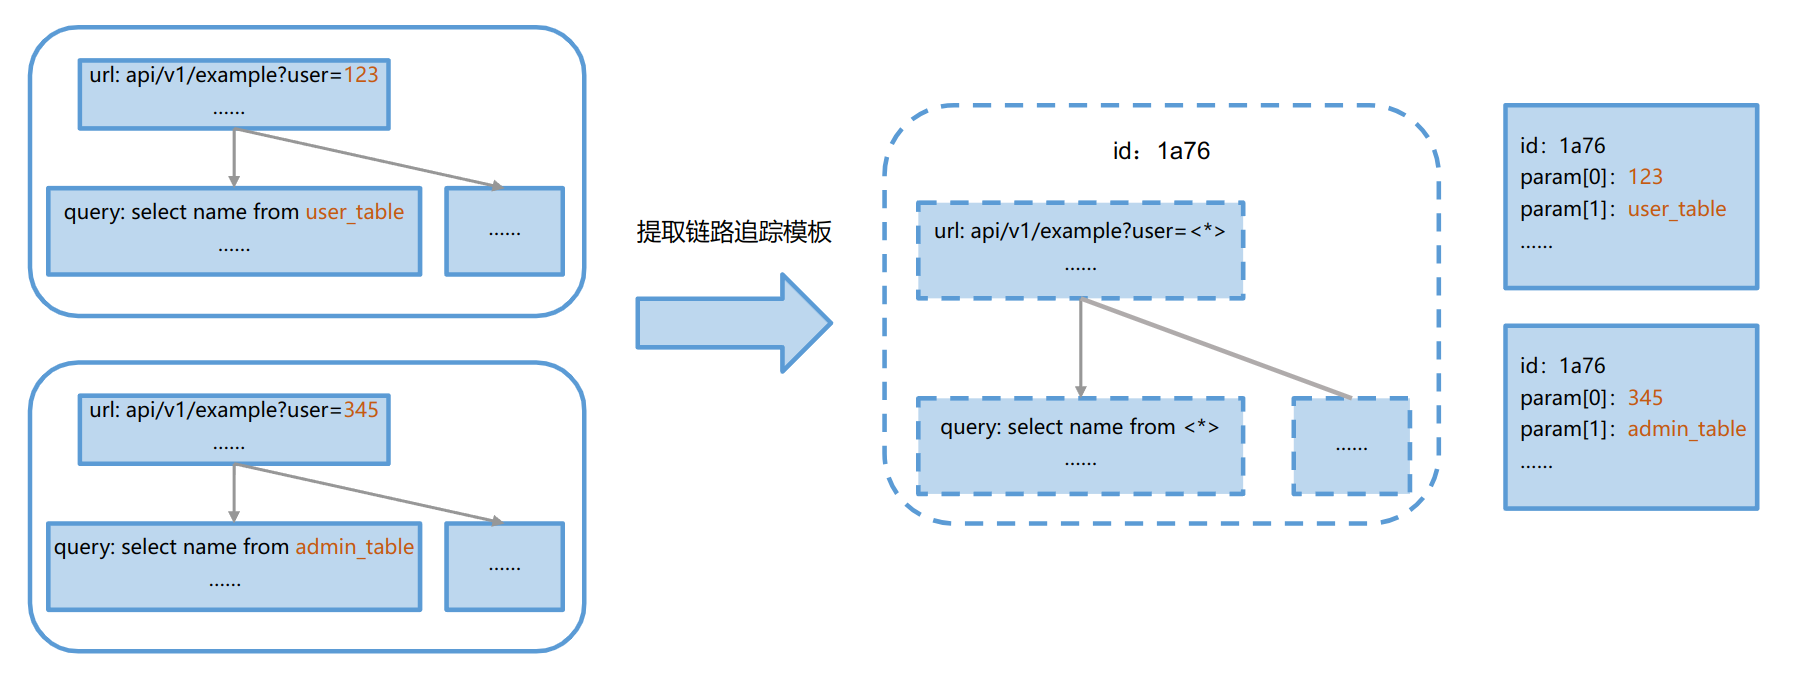 url: api/v1/example?user=123
......
query: select name from user_table
......
......
url: api/v1/example?user=345
......
query: select name from admin_table
......
......
提取链路追踪模板
id：1a76
url: api/v1/example?user=<*>
......
query: select name from <*>
......
......
id：1a76
param[0]：123
param[1]：user_table
......
id：1a76
param[0]：345
param[1]：admin_table
......